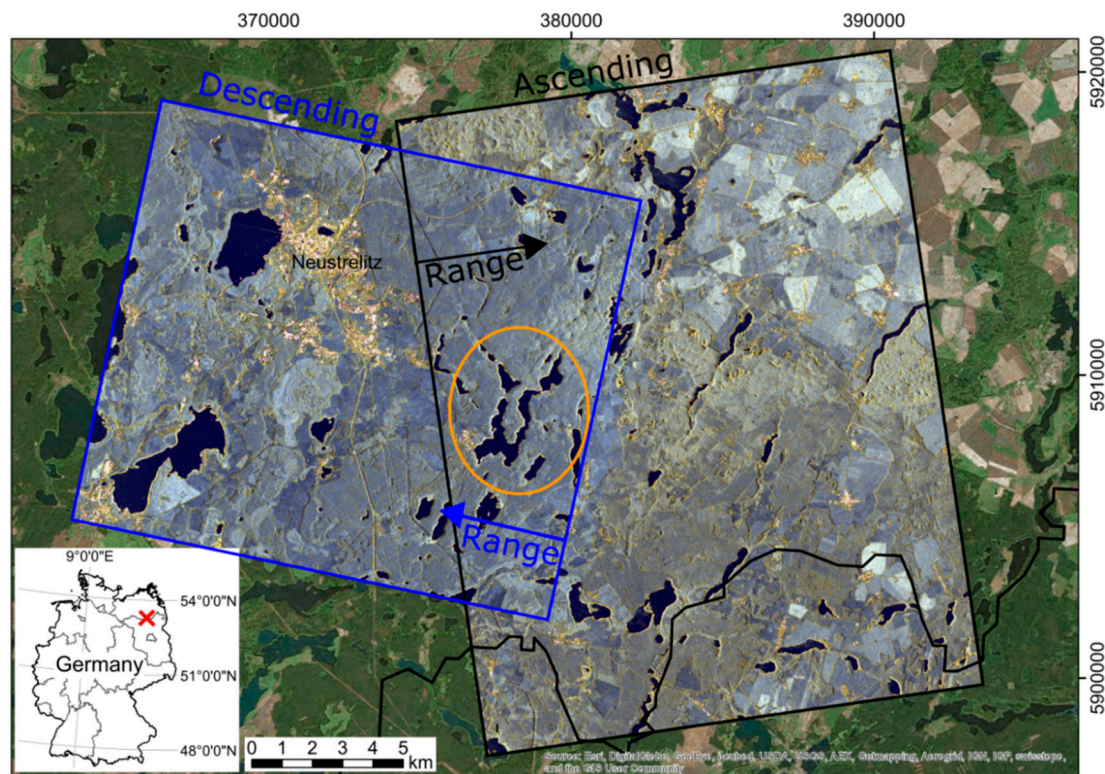 370000
380000
390000
5920000
Ascending
Descending
Neustrelitz
Range
5910000
Range
9°0'0"E
54°0'0"N
Germany
51°0'0"N
48°0'0"N
5900000
0 1 2 3 4 5
km
Source: Esri, DigitalGlobe, GeoEye, i-cubed, USDA, USGS, AEX, Getmapping, Aerogrid, IGN, IGP, swisstopo,
and the GIS User Community